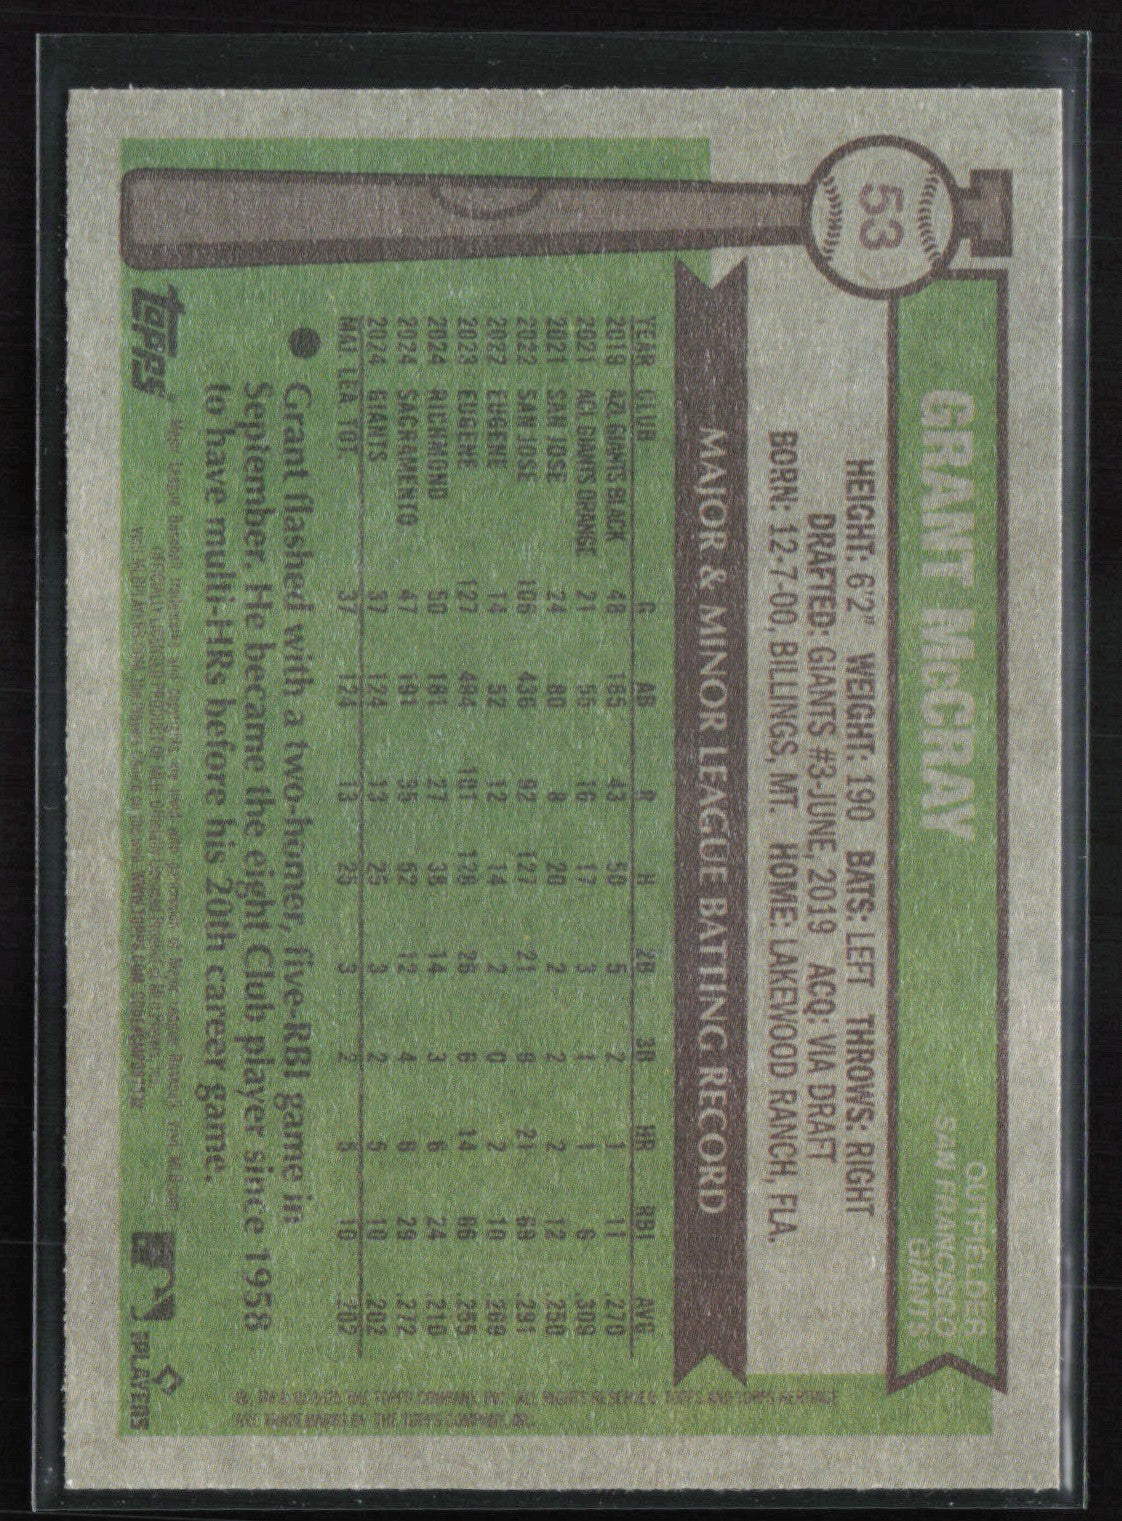 53
GRANT McCRAY
OUTFIELDER
SAN FRANCISCO
GIANTS
HEIGHT: 6'2" WEIGHT: 190 BATS: LEFT THROWS: RIGHT
DRAFTED: GIANTS #3-JUNE, 2019 ACQ: VIA DRAFT
BORN: 12-7-00, BILLINGS, MT. HOME: LAKEWOOD RANCH, FLA.
MAJOR & MINOR LEAGUE BATTING RECORD
YEAR CLUB G AB R H 2B 3B HR RBI AVG
2019 AZL GIANTS BLACK 48 185 43 50 5 2 1 11 .270
2021 ACL GIANTS ORANGE 21 55 16 17 3 1 1 6 .309
2021 SAN JOSE 24 80 8 20 2 2 2 12 .250
2022 SAN JOSE 106 436 92 127 21 9 21 69 .291
2022 EUGENE 14 52 12 14 2 0 2 10 .269
2023 EUGENE 127 494 101 126 26 8 14 66 .255
2024 RICHMOND 50 181 27 38 14 3 6 24 .210
2024 SACRAMENTO 47 191 35 52 12 4 6 29 .272
2024 GIANTS 37 124 13 25 3 2 5 10 .202
MAJ. LEA. TOT. 37 124 13 25 3 2 5 10 .202
● Grant flashed with a two-homer, five-RBI game in
September. He became the eight Club player since 1958
to have multi-HRs before his 20th career game.
topps
PLAYERS